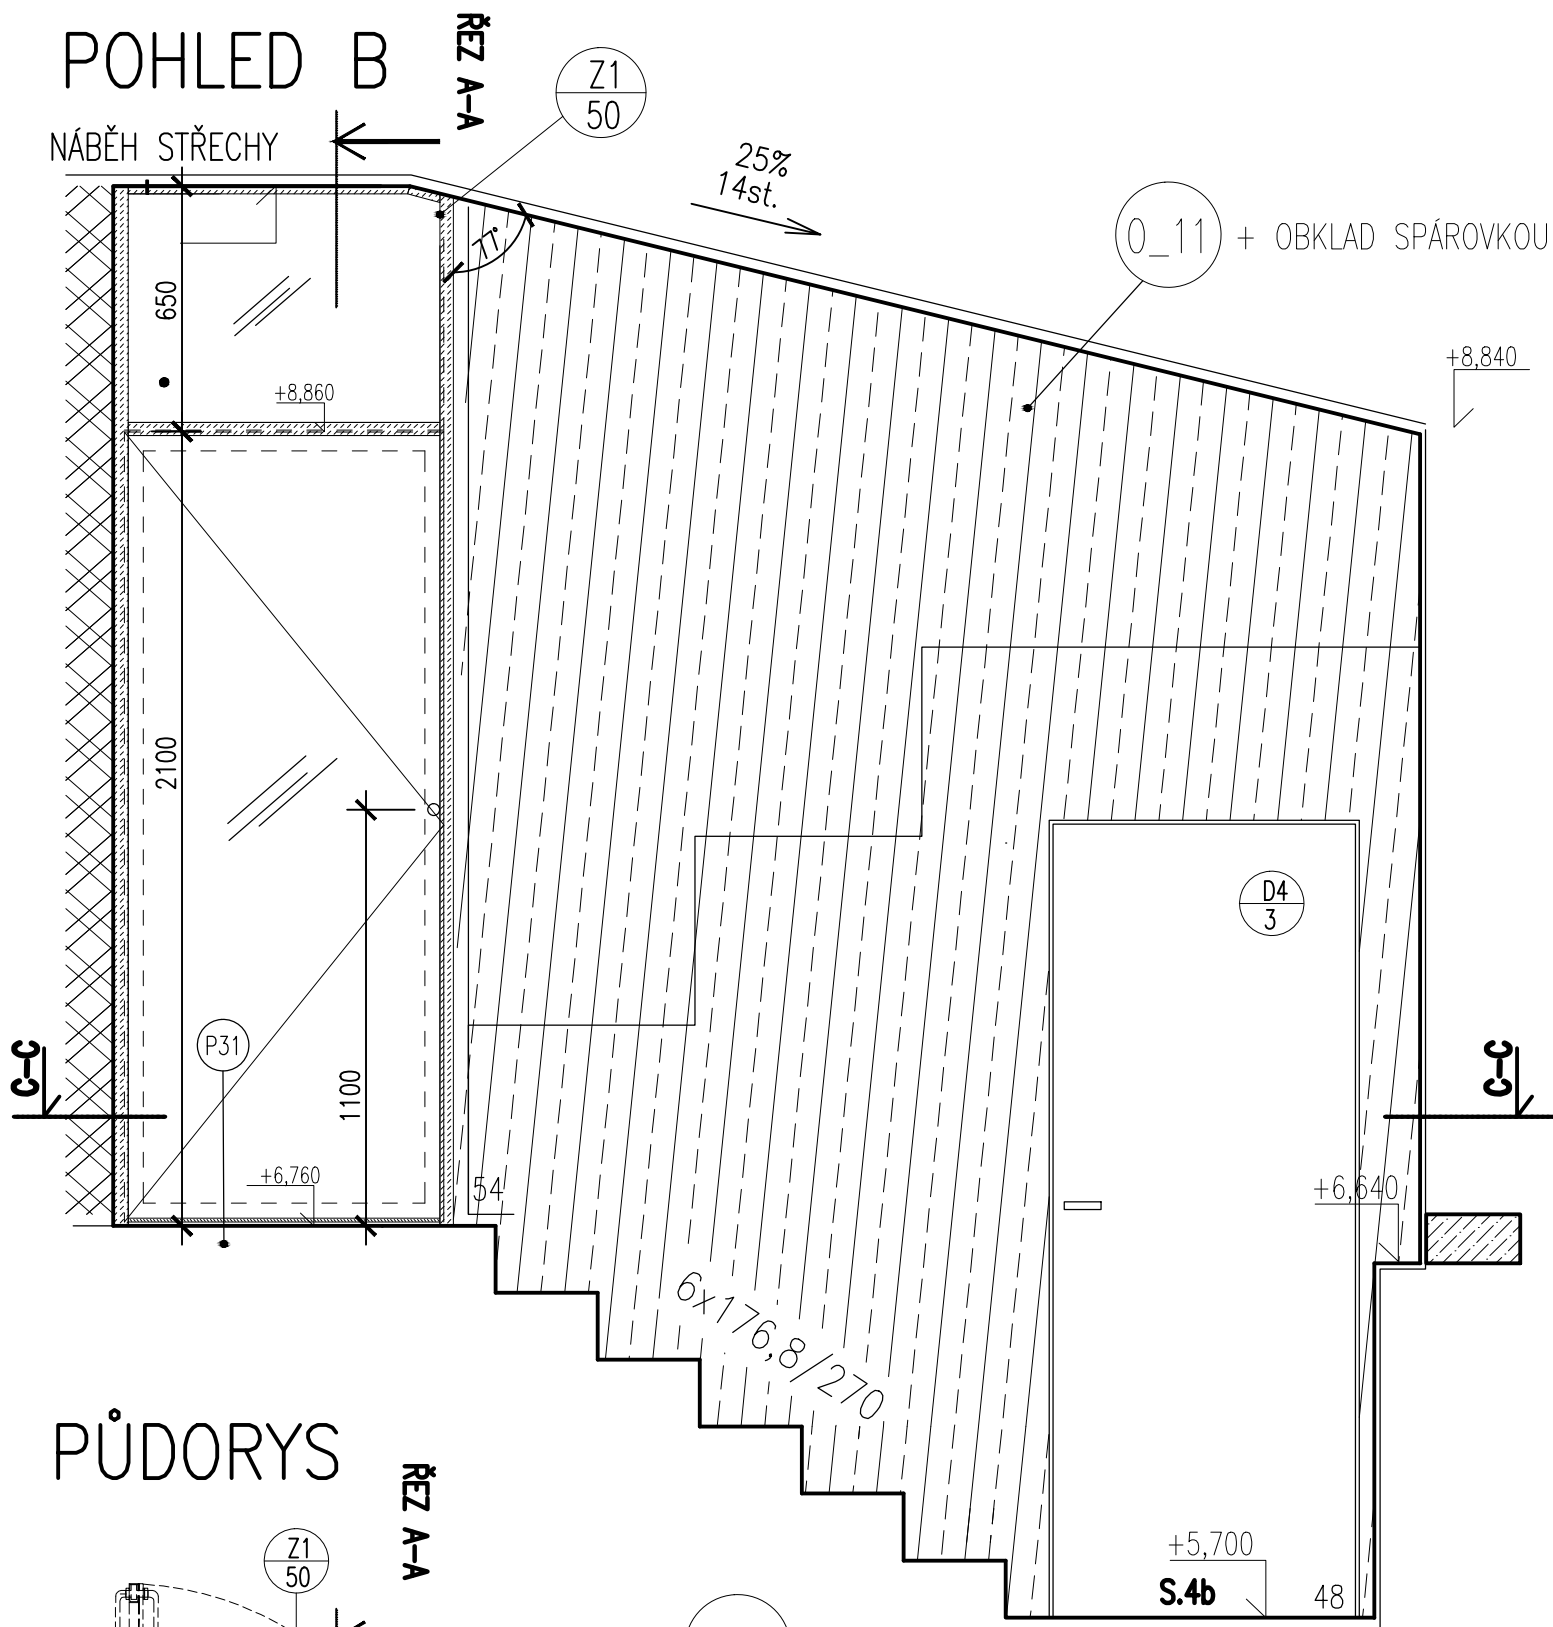 POHLED B
ŘEZ A-A
Z1
50
NÁBĚH STŘECHY
25%
14st.
77°
0_11 + OBKLAD SPÁROVKOU
650
+8,840
+8,860
2100
D4
3
P31
C-C
C-C
1100
+6,760
54
+6,640
6x176,8/270
PŮDORYS
ŘEZ A-A
Z1
50
+5,700
S.4b
48